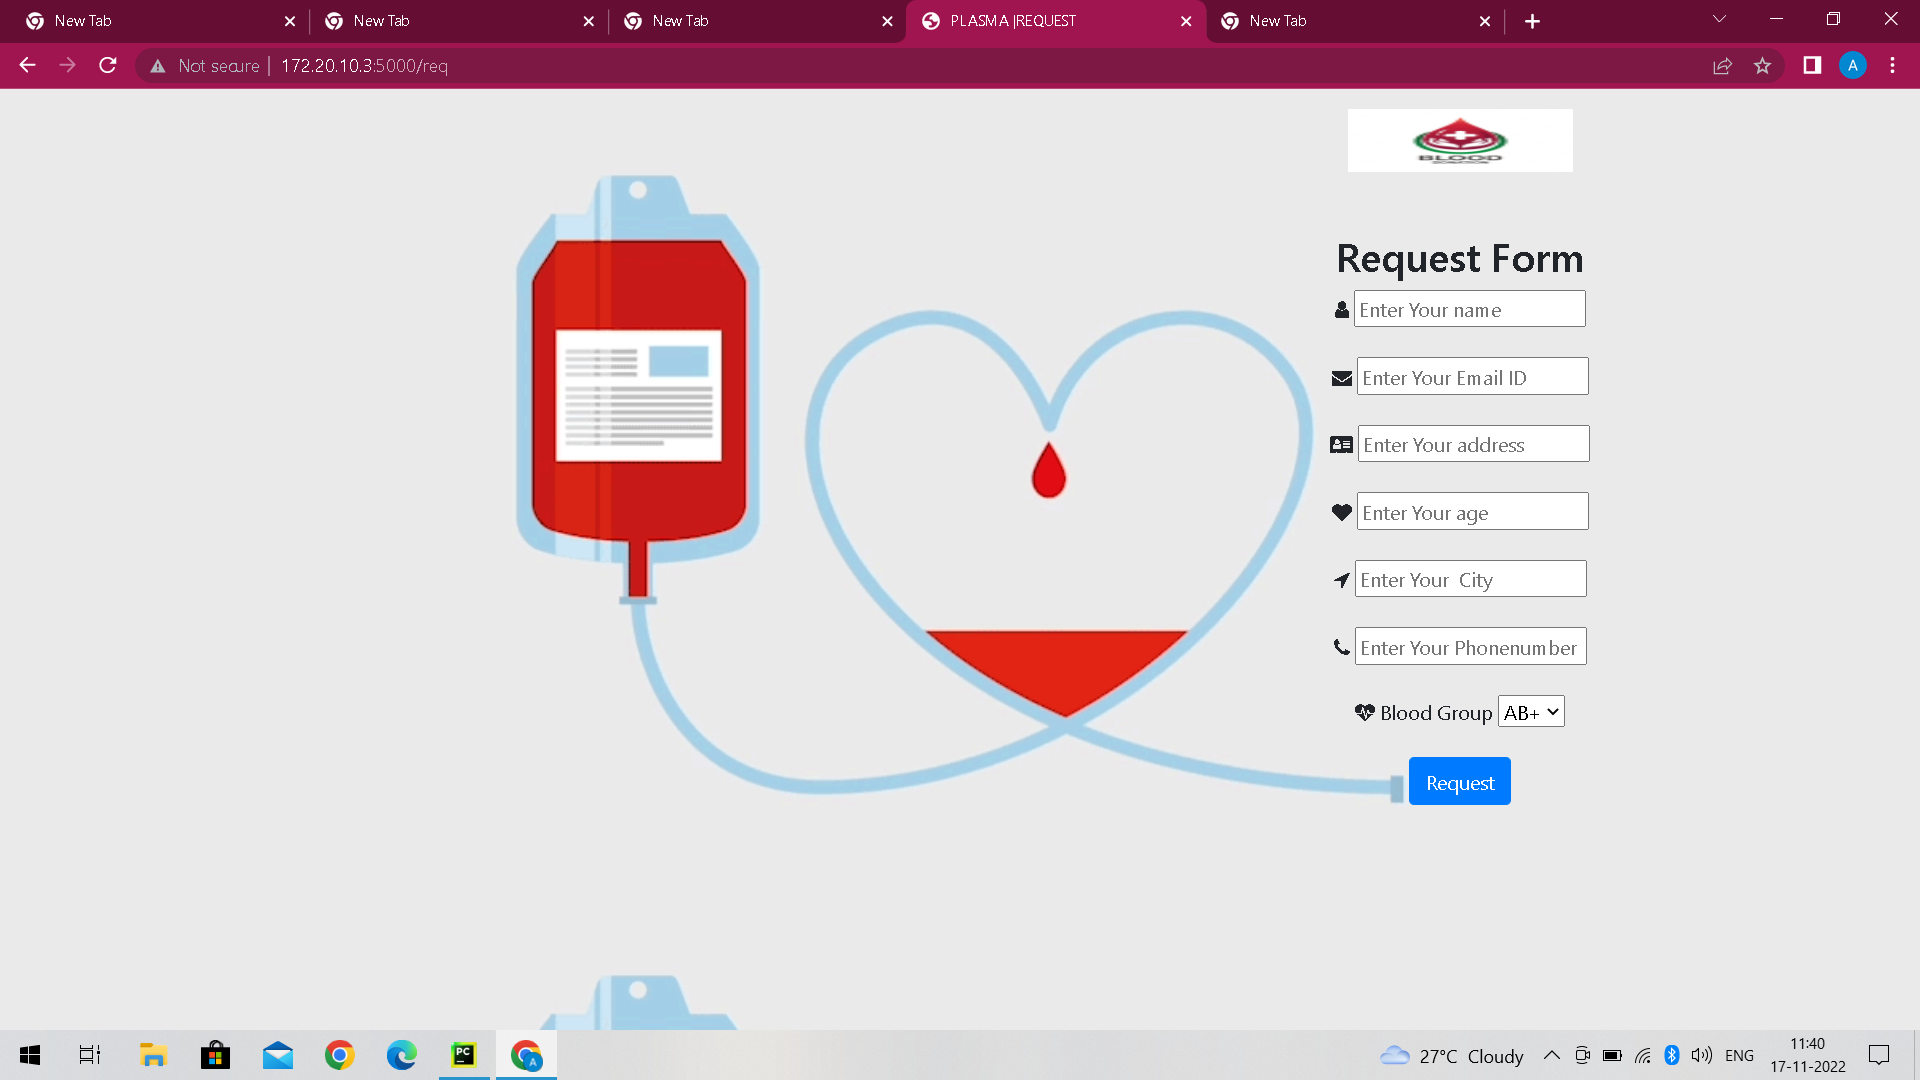 New Tab
New Tab
New Tab
PLASMA |REQUEST
New Tab
Not secure
172.20.10.3:5000/req
A
BLOOD
Request Form
Enter Your name
Enter Your Email ID
Enter Your address
Enter Your age
Enter Your  City
Enter Your Phonenumber
Blood Group AB+
Request
PC
A
27°C Cloudy
ENG
11:40
17-11-2022